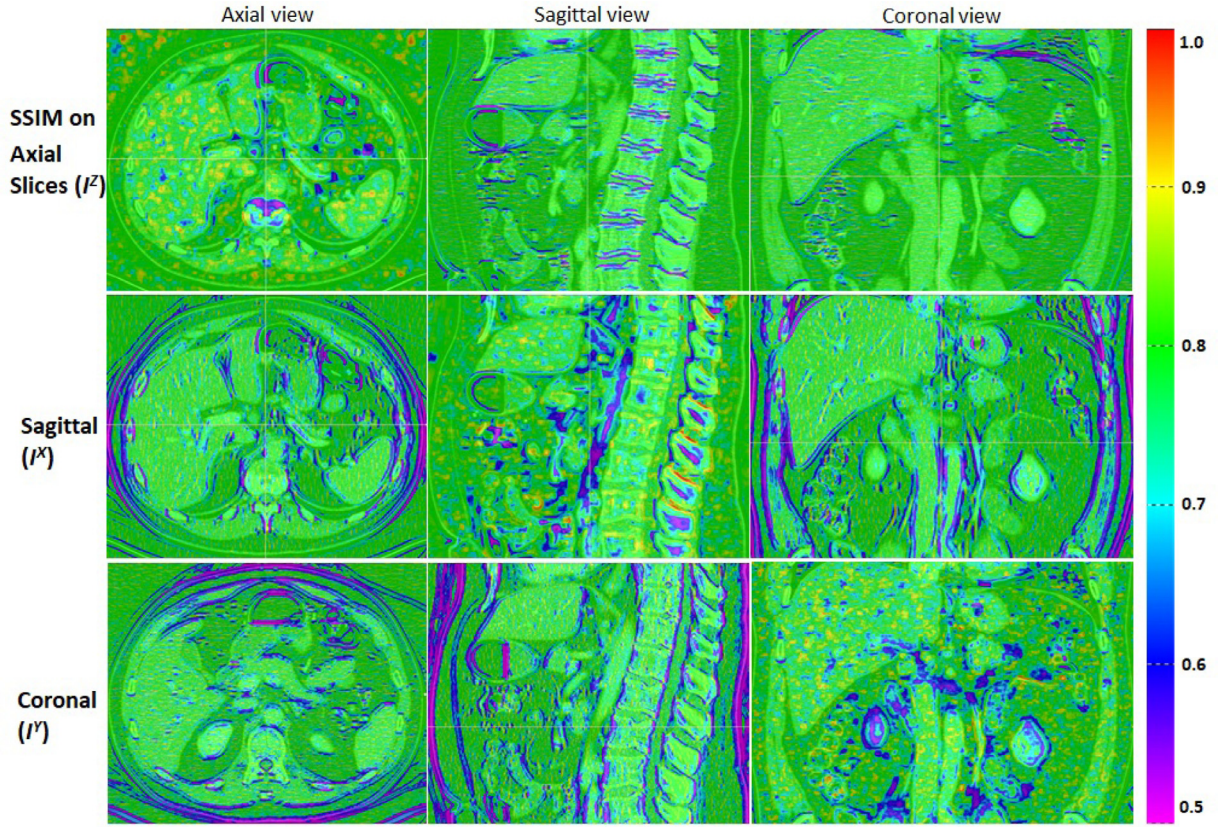 Axial view
Sagittal view
Coronal view
SSIM on
Axial
Slices (I^Z)
Sagittal
(I^X)
Coronal
(I^Y)
1.0
0.9
0.8
0.7
0.6
0.5